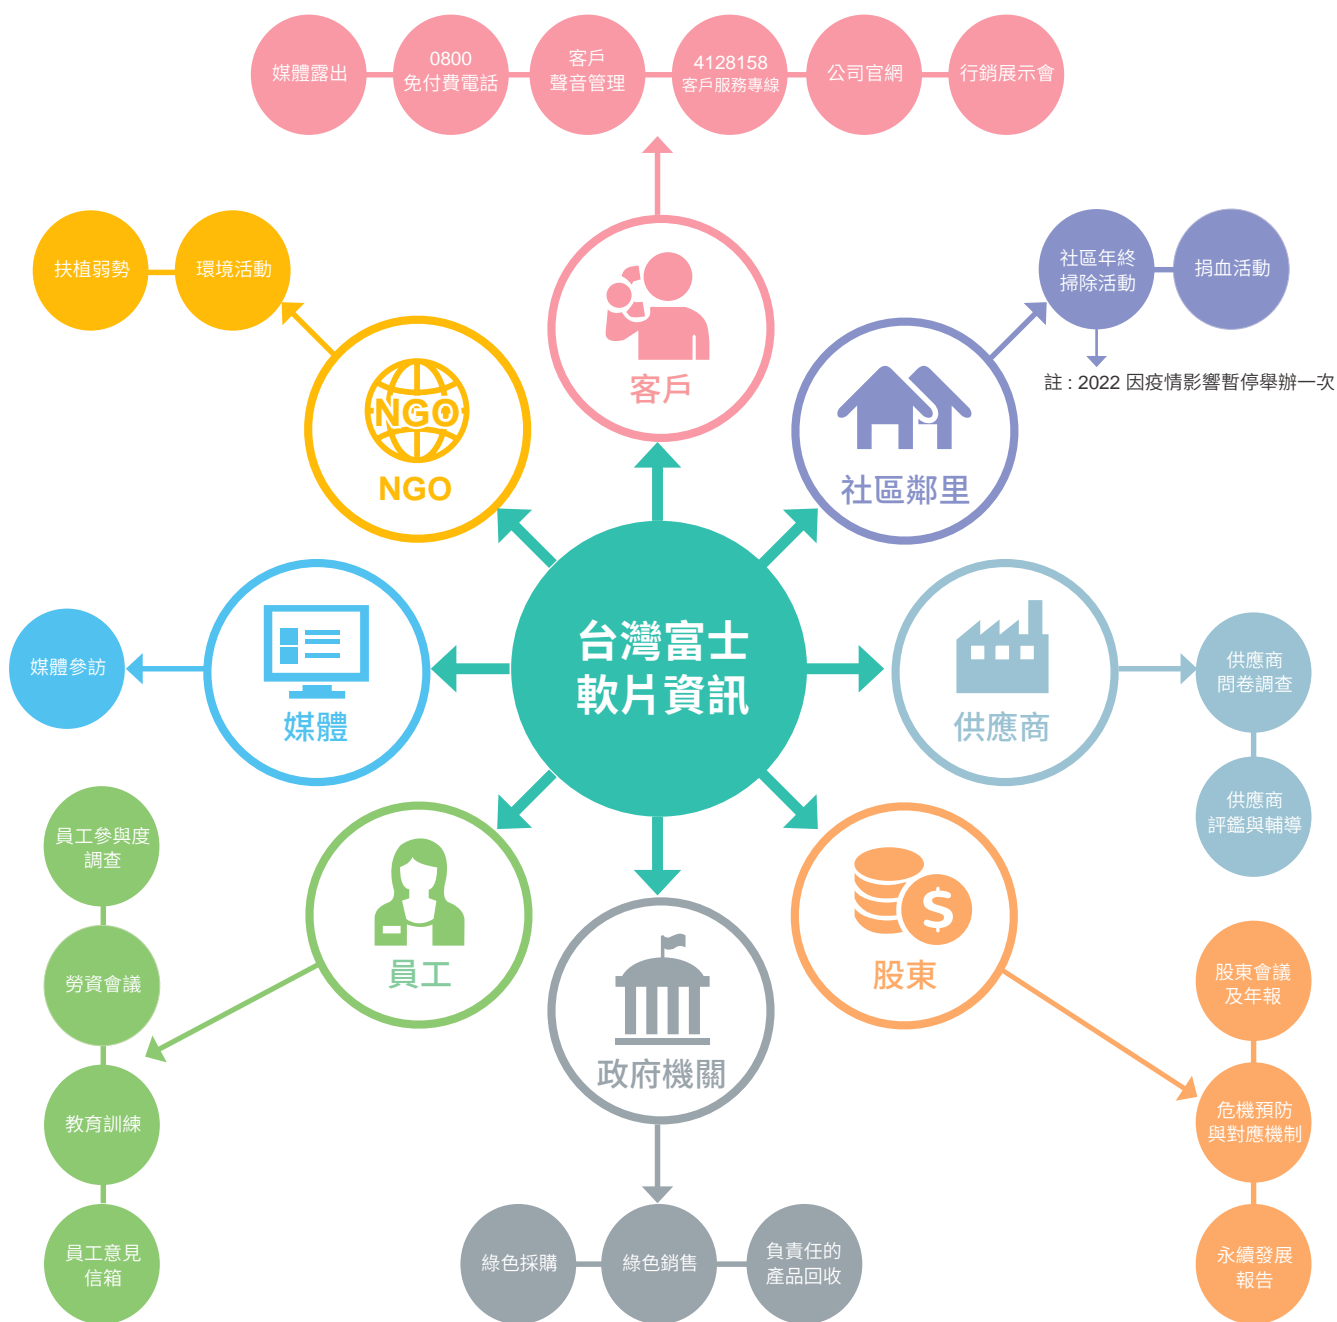 媒體露出
0800
免付費電話
客戶
聲音管理
4128158
客戶服務專線
公司官網
行銷展示會
扶植弱勢
環境活動
社區年終
掃除活動
捐血活動
註 : 2022 因疫情影響暫停舉辦一次
客戶
NGO
NGO
社區鄰里
台灣富士
軟片資訊
媒體參訪
媒體
供應商
供應商
問卷調查
供應商
評鑑與輔導
員工參與度
調查
勞資會議
教育訓練
員工意見
信箱
員工
$
股東
股東會議
及年報
危機預防
與對應機制
永續發展
報告
政府機關
綠色採購
綠色銷售
負責任的
產品回收